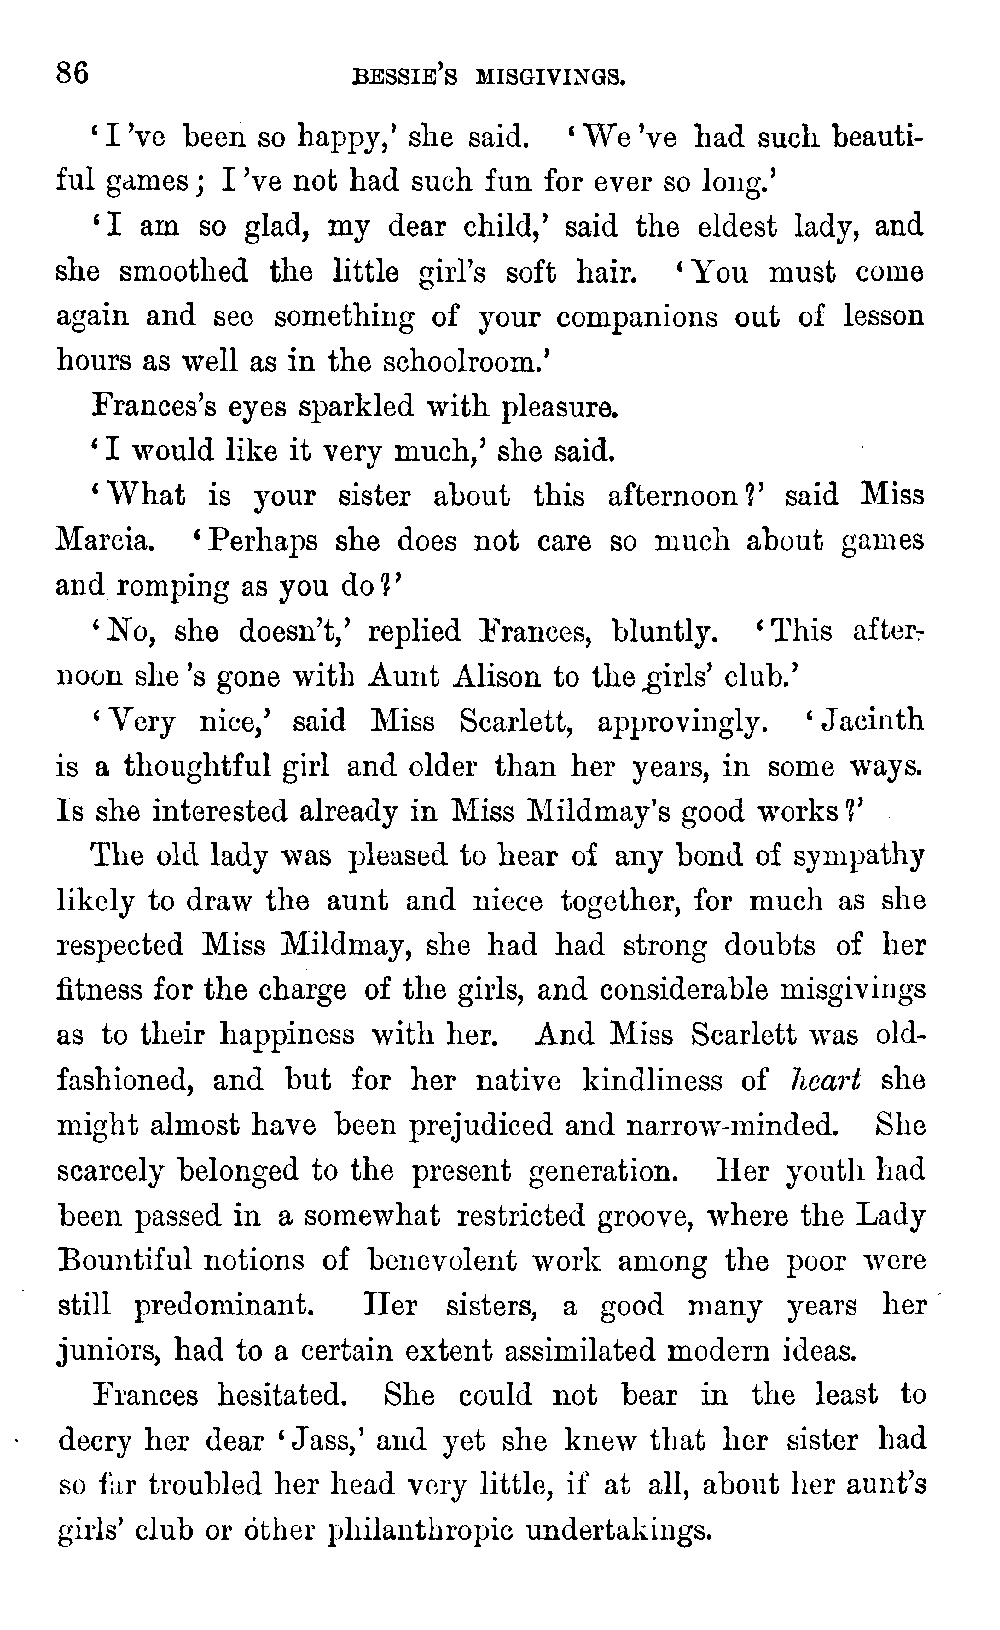 86 BESSIE'S MISGIVINGS.
‘I’ve been so happy,’ she said. ‘We’ve had such beauti-
ful games; I’ve not had such fun for ever so long.’
‘I am so glad, my dear child,’ said the eldest lady, and
she smoothed the little girl’s soft hair. ‘You must come
again and see something of your companions out of lesson
hours as well as in the schoolroom.’
Frances’s eyes sparkled with pleasure.
‘I would like it very much,’ she said.
‘What is your sister about this afternoon?’ said Miss
Marcia. ‘Perhaps she does not care so much about games
and romping as you do?’
‘No, she doesn’t,’ replied Frances, bluntly. ‘This after-
noon she’s gone with Aunt Alison to the girls’ club.’
‘Very nice,’ said Miss Scarlett, approvingly. ‘Jacinth
is a thoughtful girl and older than her years, in some ways.
Is she interested already in Miss Mildmay’s good works?’
The old lady was pleased to hear of any bond of sympathy
likely to draw the aunt and niece together, for much as she
respected Miss Mildmay, she had had strong doubts of her
fitness for the charge of the girls, and considerable misgivings
as to their happiness with her. And Miss Scarlett was old-
fashioned, and but for her native kindliness of heart she
might almost have been prejudiced and narrow-minded. She
scarcely belonged to the present generation. Her youth had
been passed in a somewhat restricted groove, where the Lady
Bountiful notions of benevolent work among the poor were
still predominant. Her sisters, a good many years her
juniors, had to a certain extent assimilated modern ideas.
Frances hesitated. She could not bear in the least to
decry her dear ‘Jass,’ and yet she knew that her sister had
so far troubled her head very little, if at all, about her aunt’s
girls’ club or other philanthropic undertakings.